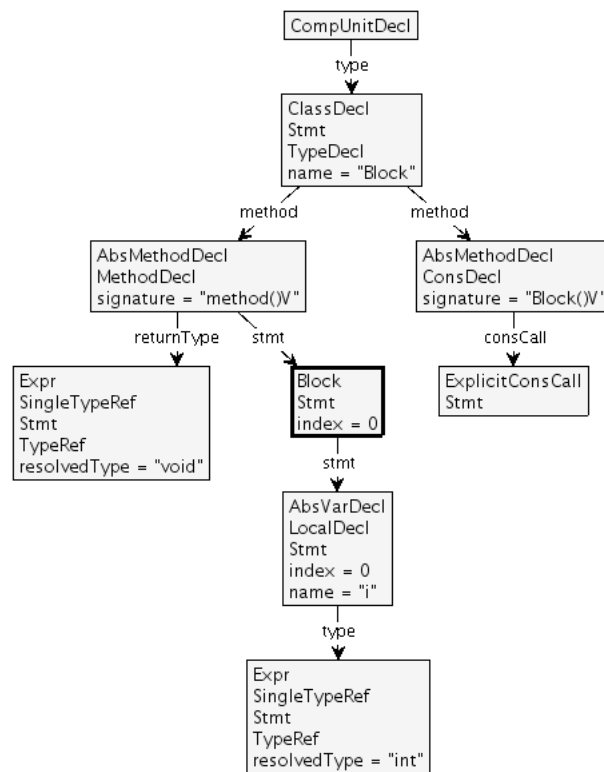 CompUnitDecl
type
ClassDecl
Stmt
TypeDecl
name = "Block"
method
method
AbsMethodDecl
MethodDecl
signature = "method()V"
AbsMethodDecl
ConsDecl
signature = "Block()V"
returnType
stmt
consCall
Expr
SingleTypeRef
Stmt
TypeRef
resolvedType = "void"
Block
Stmt
index = 0
ExplicitConsCall
Stmt
stmt
AbsVarDecl
LocalDecl
Stmt
index = 0
name = "i"
type
Expr
SingleTypeRef
Stmt
TypeRef
resolvedType = "int"